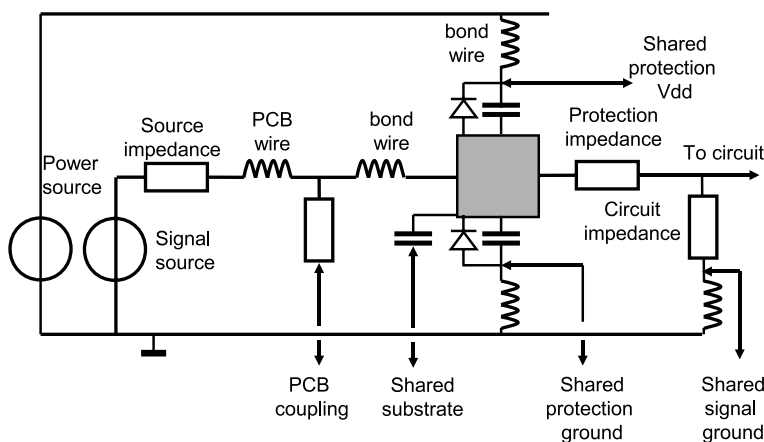 bond
wire
Shared
protection
Vdd
Source
impedance
PCB
wire
bond
wire
Protection
impedance
To circuit
Power
source
Signal
source
Circuit
impedance
PCB
coupling
Shared
substrate
Shared
protection
ground
Shared
signal
ground